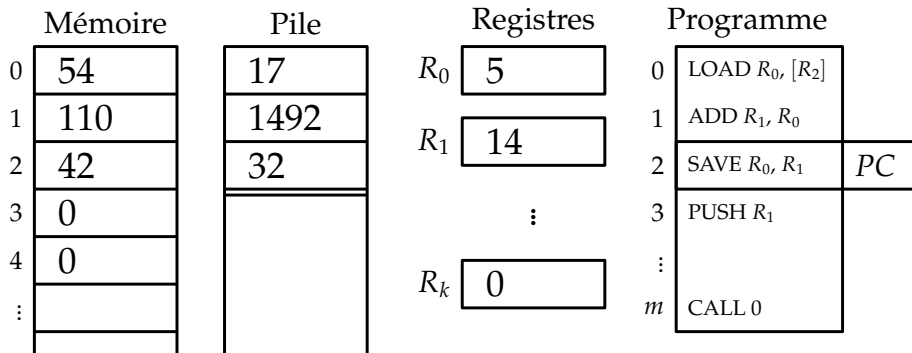 Mémoire Pile Registres Programme
0 54 17 R0 5 0 LOAD R0, [R2]
1 110 1492 R1 14 1 ADD R1, R0
2 42 32 2 SAVE R0, R1 PC
3 0 ⋮ 3 PUSH R1
4 0 Rk 0 ⋮
⋮ m CALL 0